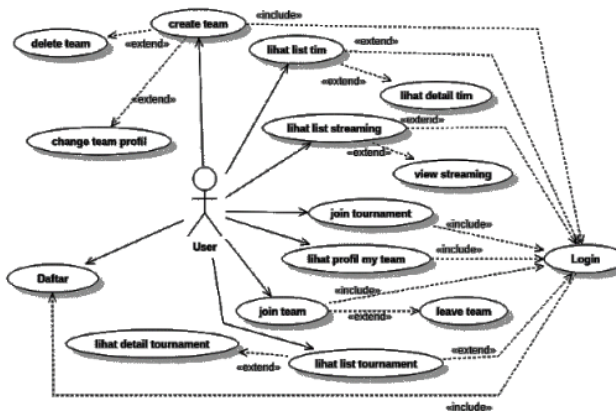 «include»
create team
delete team
«extend»
lihat list tim
«extend»
«extend»
«extend»
lihat detail tim
change team profil
lihat list streaming
«extend»
«extend»
view streaming
join tournament
User
«include»
lihat profil my team
«include»
Login
Daftar
«include»
join team
«extend»
leave team
lihat detail tournament
«extend»
lihat list tournament
«extend»
«include»